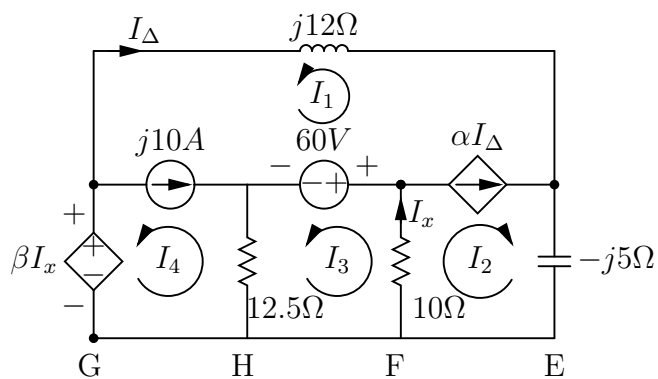 I_Δ
j12Ω
I_1
j10A
− 60V +
αI_Δ
−+
+
βI_x
+
−
−
I_4
I_3
I_x
I_2
12.5Ω
10Ω
−j5Ω
G
H
F
E